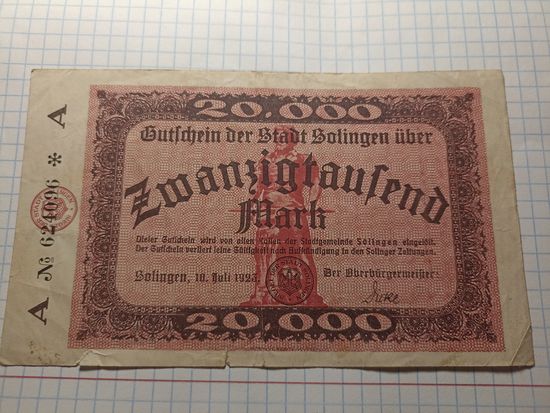 20.000
Gutschein der Stadt Solingen über
Zwanzigtausend
Mark
Dieser Gutschein wird von allen Kassen der Stadtgemeinde Solingen eingelöst.
Der Gutschein verliert seine Gültigkeit nach Aufkündigung in den Solinger Zeitungen.
Solingen, 10. Juli 1923.
Der Oberbürgermeister:
20.000
A № 624096 * A